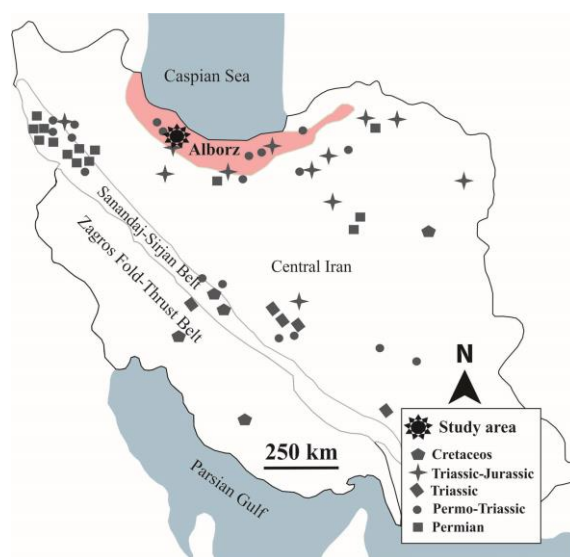 Caspian Sea
Alborz
Sanandaj-Sirjan Belt
Zagros Fold-Thrust Belt
Central Iran
N
250 km
Parsian Gulf
Study area
Cretaceos
Triassic-Jurassic
Triassic
Permo-Triassic
Permian